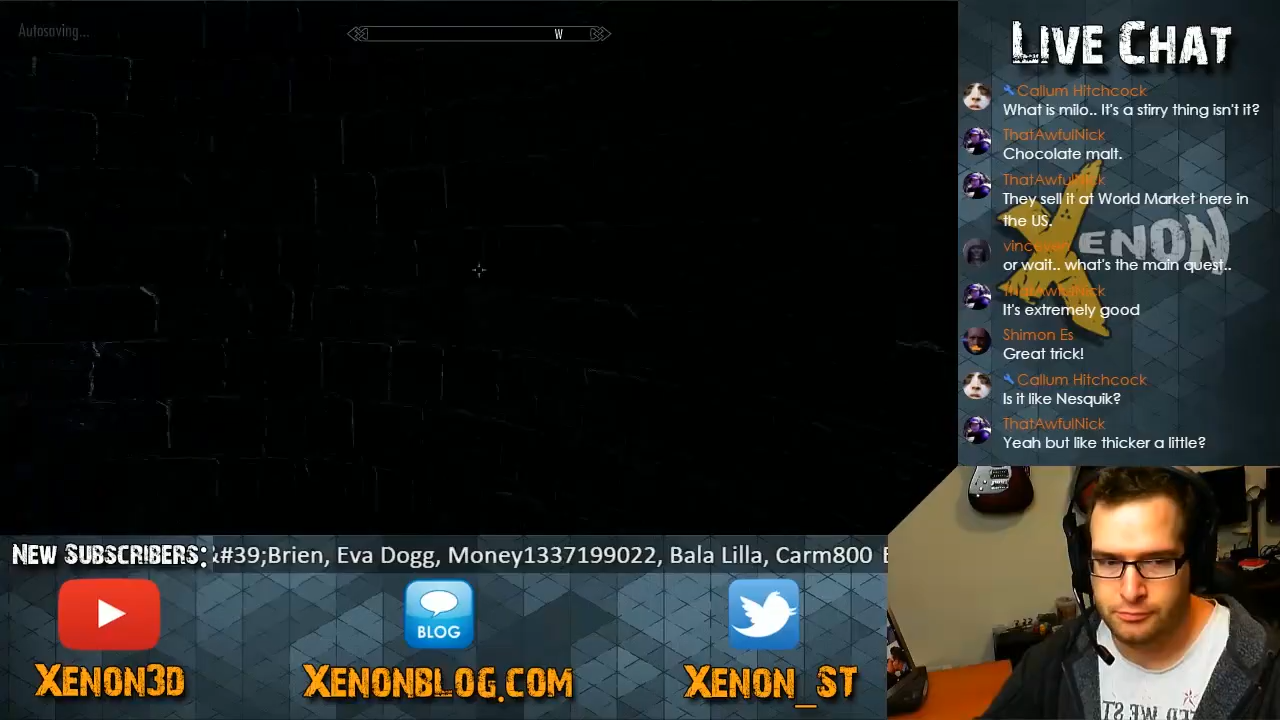 Autosaving...
W
LIVE CHAT
Callum Hitchcock
What is milo.. It's a stirry thing isn't it?
ThatAwfulNick
Chocolate malt.
ThatAwfulNick
They sell it at World Market here in
the US.
or wait.. what's the main quest..
ThatAwfulNick
It's extremely good
Shimon Es
Great trick!
Callum Hitchcock
Is it like Nesquik?
ThatAwfulNick
Yeah but like thicker a little?
XENON
NEW SUBSCRIBERS: &#39;Brien, Eva Dogg, Money1337199022, Bala Lilla, Carm800
BLOG
XENON3D
XENONBLOG.COM
XENON_ST